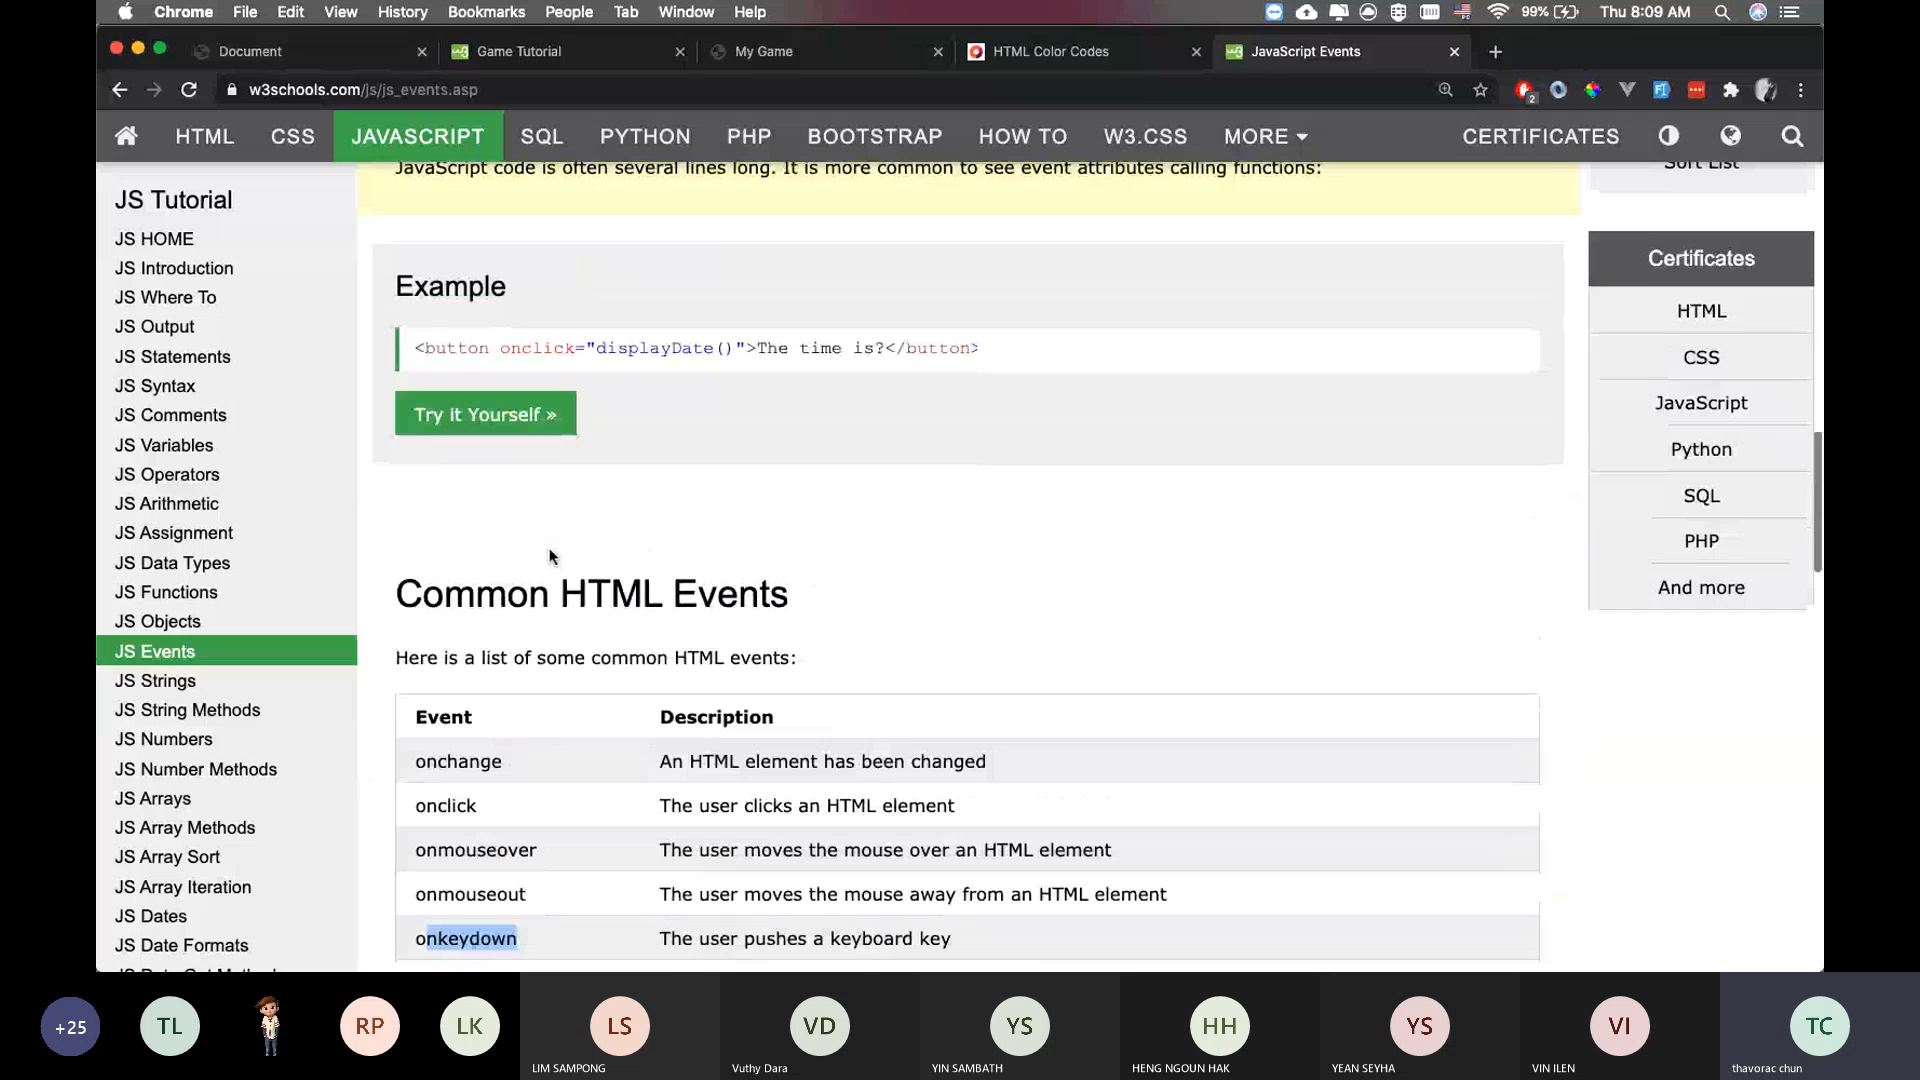 Chrome File Edit View History Bookmarks People Tab Window Help 99% Thu 8:09 AM
Document Game Tutorial My Game HTML Color Codes JavaScript Events
w3schools.com/js/js_events.asp
2
HTML CSS JAVASCRIPT SQL PYTHON PHP BOOTSTRAP HOW TO W3.CSS MORE CERTIFICATES
JavaScript code is often several lines long. It is more common to see event attributes calling functions:
Sort List
JS Tutorial
JS HOME
JS Introduction
JS Where To
JS Output
JS Statements
JS Syntax
JS Comments
JS Variables
JS Operators
JS Arithmetic
JS Assignment
JS Data Types
JS Functions
JS Objects
JS Events
JS Strings
JS String Methods
JS Numbers
JS Number Methods
JS Arrays
JS Array Methods
JS Array Sort
JS Array Iteration
JS Dates
JS Date Formats
Example
<button onclick="displayDate()">The time is?</button>
Try it Yourself »
Common HTML Events
Here is a list of some common HTML events:
Event Description
onchange An HTML element has been changed
onclick The user clicks an HTML element
onmouseover The user moves the mouse over an HTML element
onmouseout The user moves the mouse away from an HTML element
onkeydown The user pushes a keyboard key
Certificates
HTML
CSS
JavaScript
Python
SQL
PHP
And more
+25 TL RP LK LS VD YS HH YS VI TC
LIM SAMPONG Vuthy Dara YIN SAMBATH HENG NGOUN HAK YEAN SEYHA VIN ILEN thavorac chun